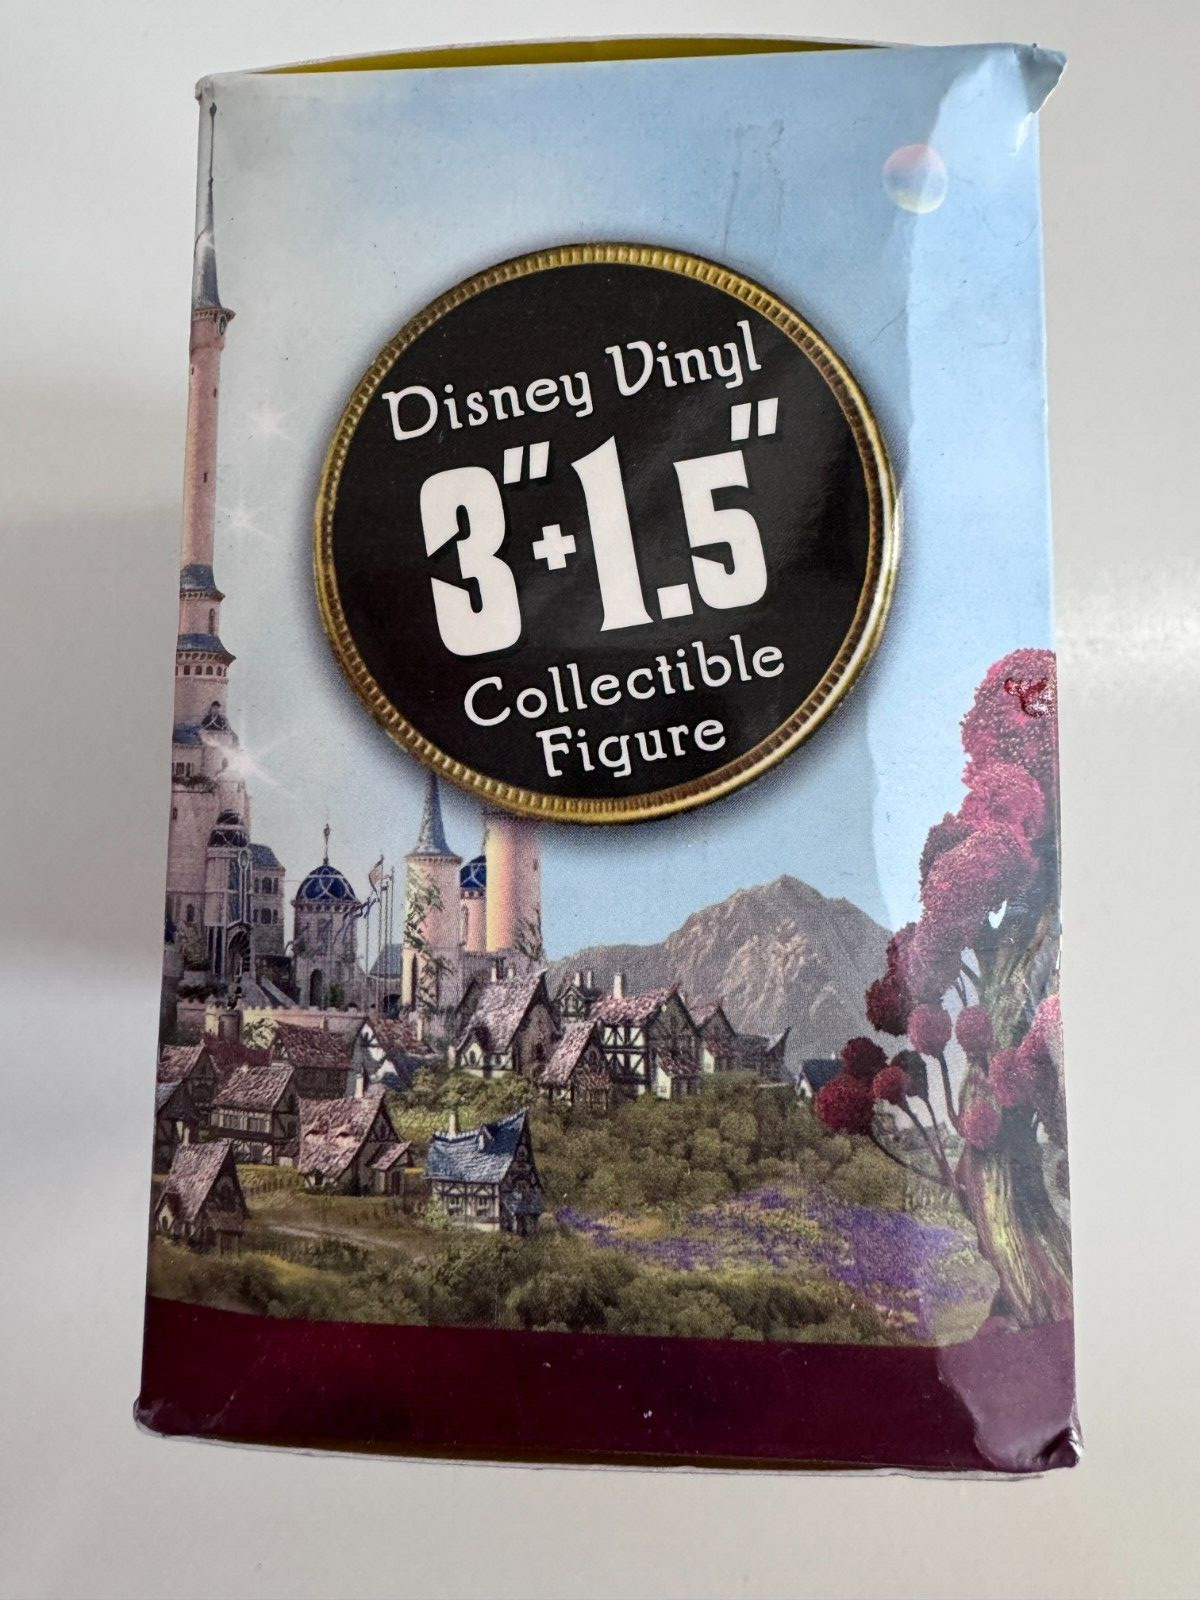 Disney Vinyl
3"+1.5"
Collectible
Figure